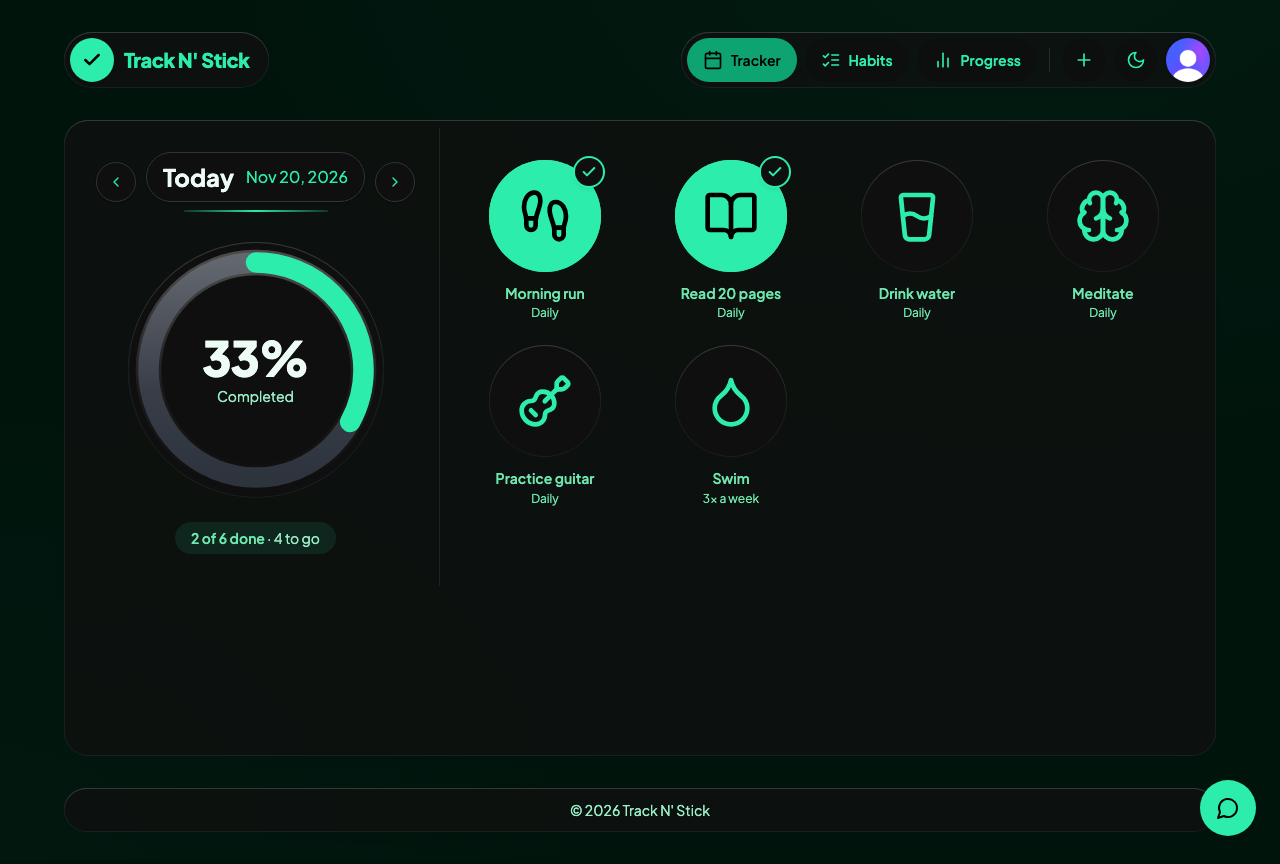 Track N' Stick
Tracker
Habits
Progress
Today Nov 20, 2026
33%
Completed
2 of 6 done · 4 to go
Morning run
Daily
Read 20 pages
Daily
Drink water
Daily
Meditate
Daily
Practice guitar
Daily
Swim
3× a week
© 2026 Track N' Stick